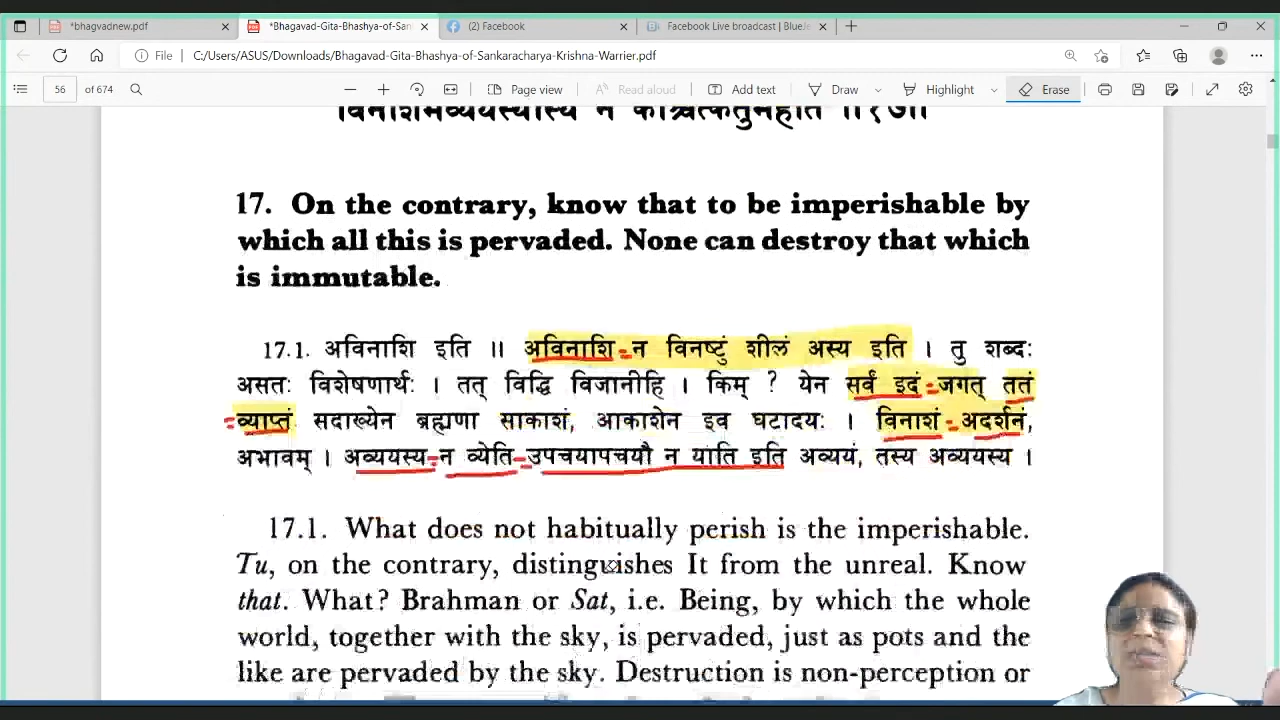 *bhagvadnew.pdf
*Bhagavad-Gita-Bhashya-of-San
(2) Facebook
Facebook Live broadcast | BlueJe
File
C:/Users/ASUS/Downloads/Bhagavad-Gita-Bhashya-of-Sankaracharya-Krishna-Warrier.pdf
56 of 674
Page view
Read aloud
Add text
Draw
Highlight
Erase
17. On the contrary, know that to be imperishable by
which all this is pervaded. None can destroy that which
is immutable.
17.1. अविनाशि इति ॥ अविनाशि न विनष्टुं शीलं अस्य इति । तु शब्दः
असतः विशेषणार्थः । तत् विद्धि विजानीहि । किम् ? येन सर्वं इदं जगत् ततं
व्याप्तं सदाख्येन ब्रह्मणा साकाशं, आकाशेन इव घटादयः । विनाशं अदर्शनं,
अभावम् । अव्ययस्य न व्येति उपचयापचयौ न याति इति अव्ययं, तस्य अव्ययस्य ।
17.1. What does not habitually perish is the imperishable.
Tu, on the contrary, distinguishes It from the unreal. Know
that. What? Brahman or Sat, i.e. Being, by which the whole
world, together with the sky, is pervaded, just as pots and the
like are pervaded by the sky. Destruction is non-perception or